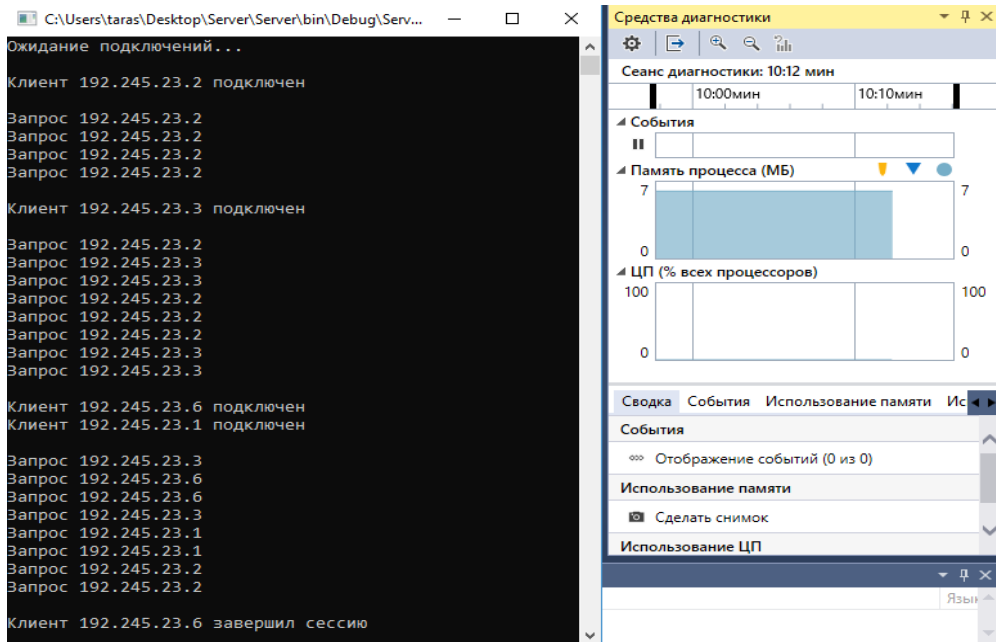 C:\Users\taras\Desktop\Server\Server\bin\Debug\Serv...
Ожидание подключений...
Клиент 192.245.23.2 подключен
Запрос 192.245.23.2
Запрос 192.245.23.2
Запрос 192.245.23.2
Запрос 192.245.23.2
Клиент 192.245.23.3 подключен
Запрос 192.245.23.2
Запрос 192.245.23.3
Запрос 192.245.23.3
Запрос 192.245.23.2
Запрос 192.245.23.2
Запрос 192.245.23.2
Запрос 192.245.23.3
Запрос 192.245.23.3
Клиент 192.245.23.6 подключен
Клиент 192.245.23.1 подключен
Запрос 192.245.23.3
Запрос 192.245.23.6
Запрос 192.245.23.6
Запрос 192.245.23.3
Запрос 192.245.23.1
Запрос 192.245.23.1
Запрос 192.245.23.2
Запрос 192.245.23.2
Клиент 192.245.23.6 завершил сессию
Средства диагностики
Сеанс диагностики: 10:12 мин
10:00мин 10:10мин
События
Память процесса (МБ)
7 7
0 0
ЦП (% всех процессоров)
100 100
0 0
Сводка События Использование памяти Ис
События
Отображение событий (0 из 0)
Использование памяти
Сделать снимок
Использование ЦП
Язык